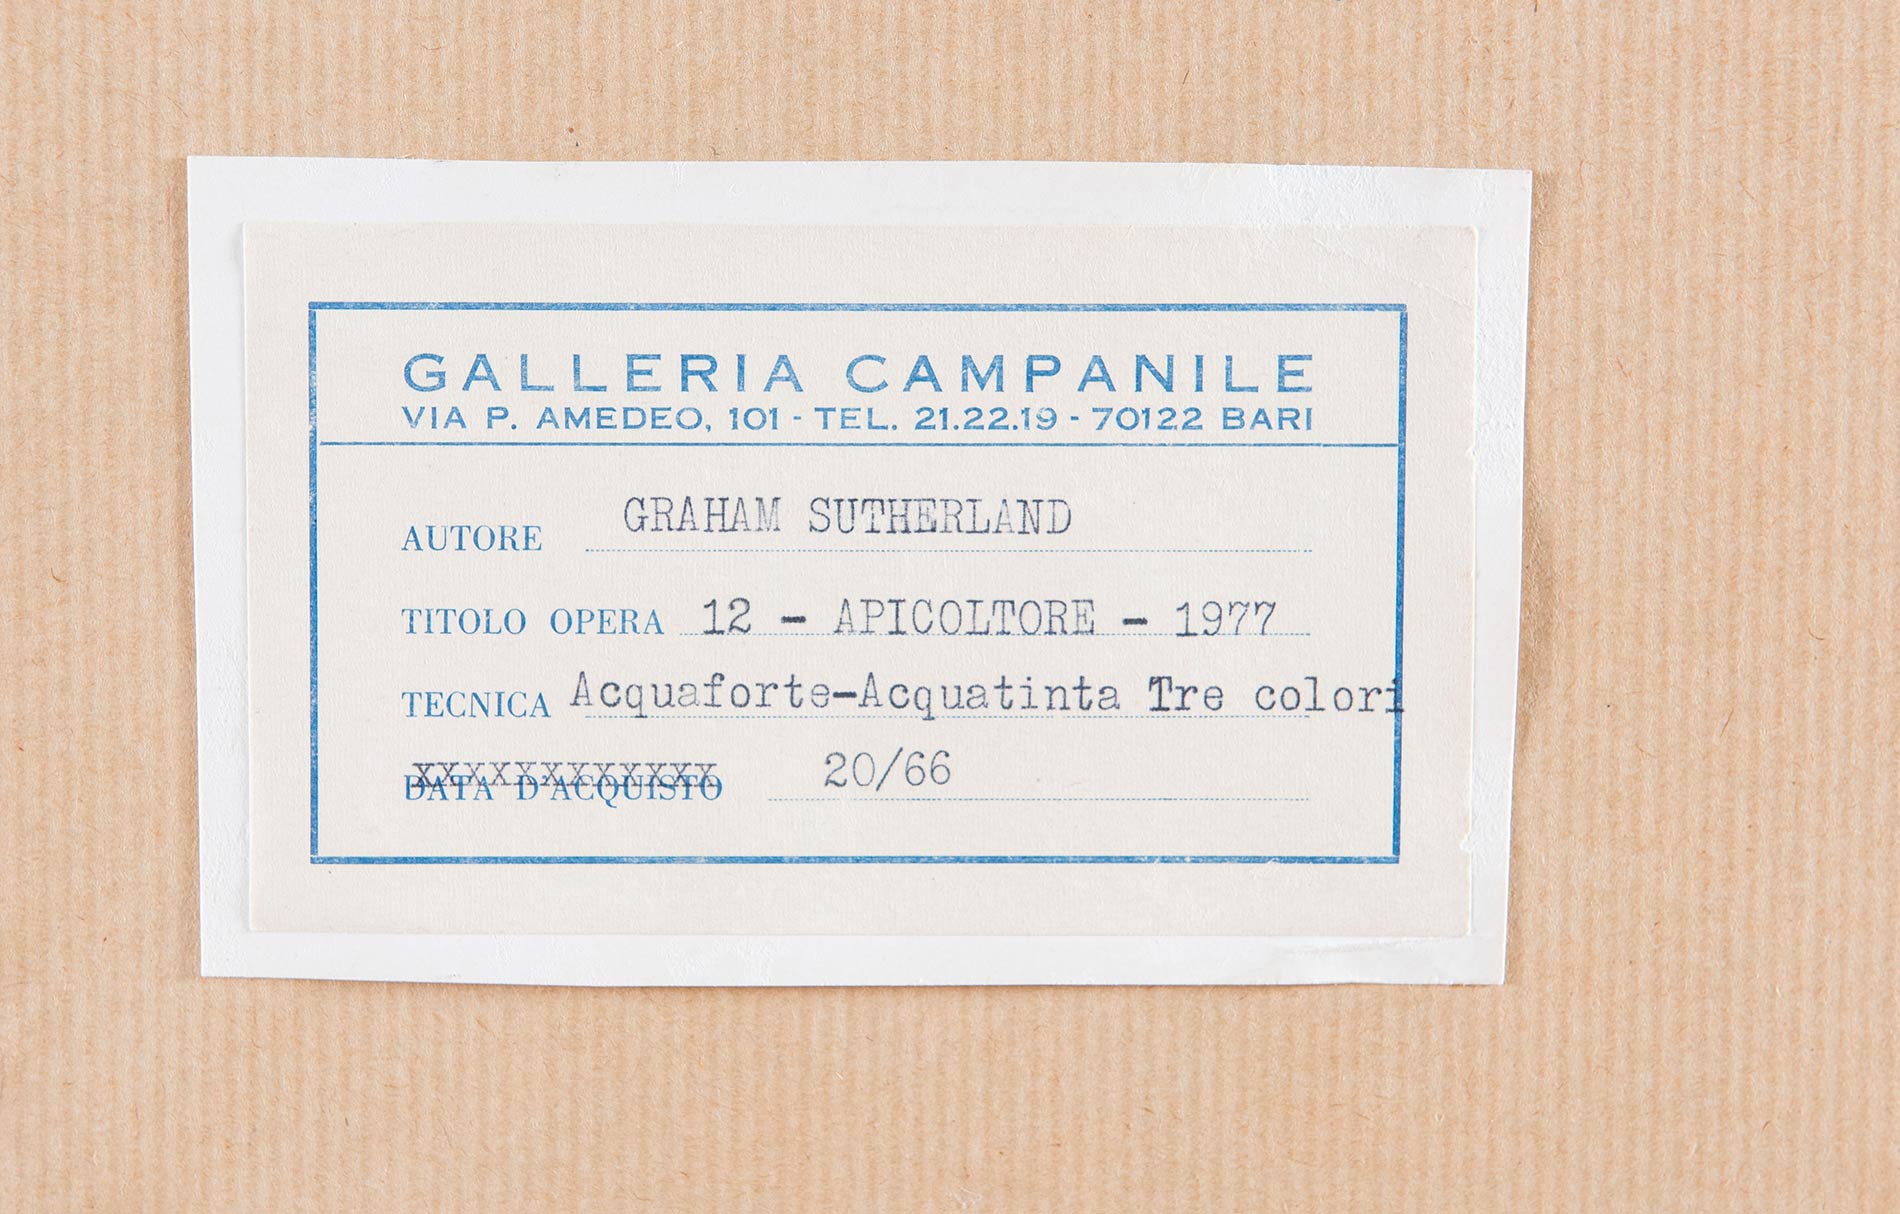 GALLERIA CAMPANILE
VIA P. AMEDEO, 101 - TEL. 21.22.19 - 70122 BARI
AUTORE GRAHAM SUTHERLAND
TITOLO OPERA 12 - APICOLTORE - 1977
TECNICA Acquaforte-Acquatinta Tre colori
DATA D'ACQUISTO 20/66